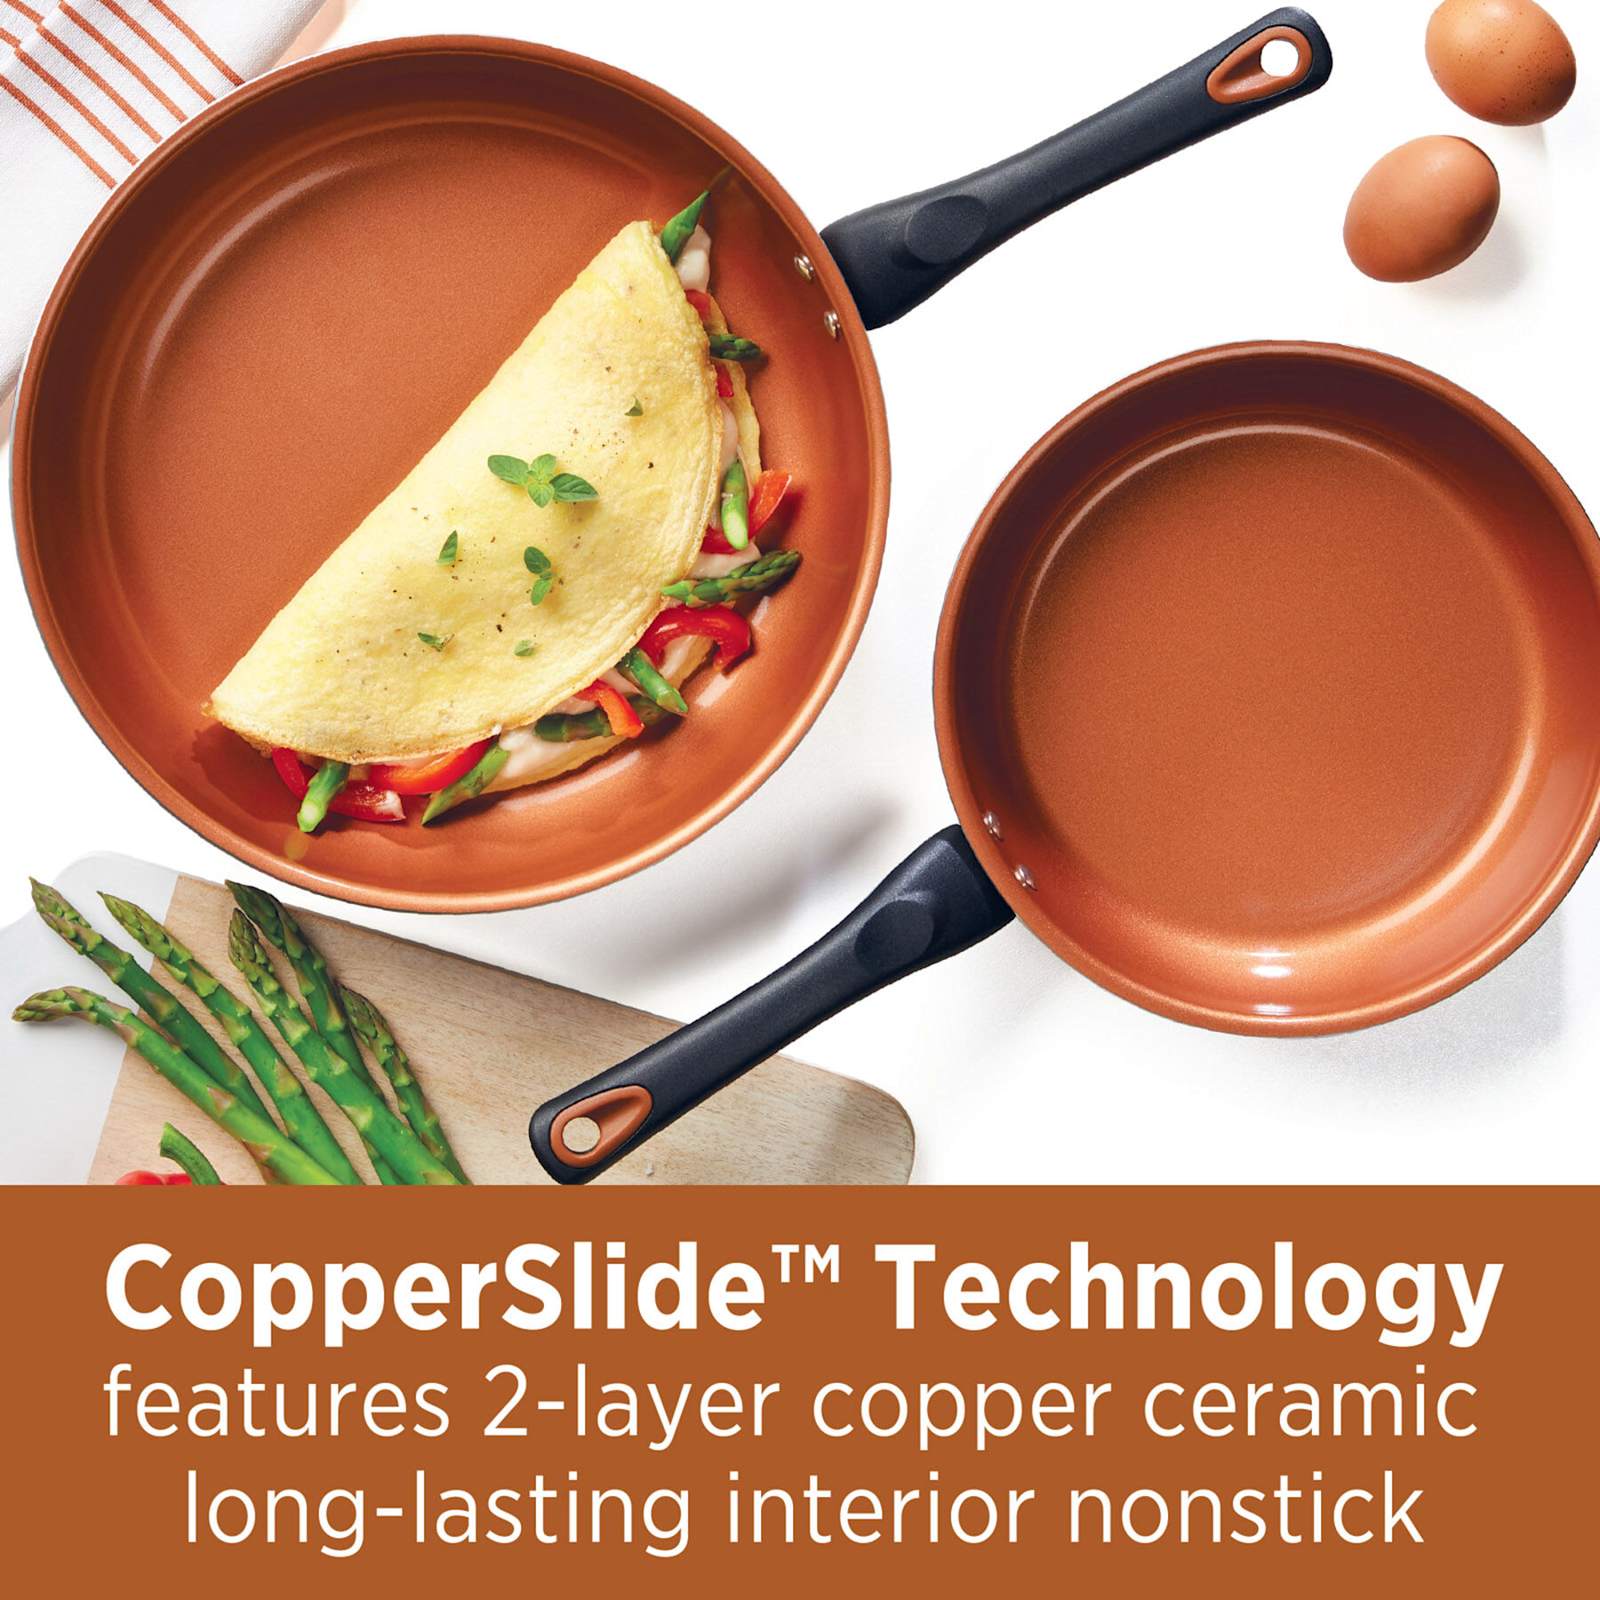 CopperSlide™ Technology
features 2-layer copper ceramic
long-lasting interior nonstick